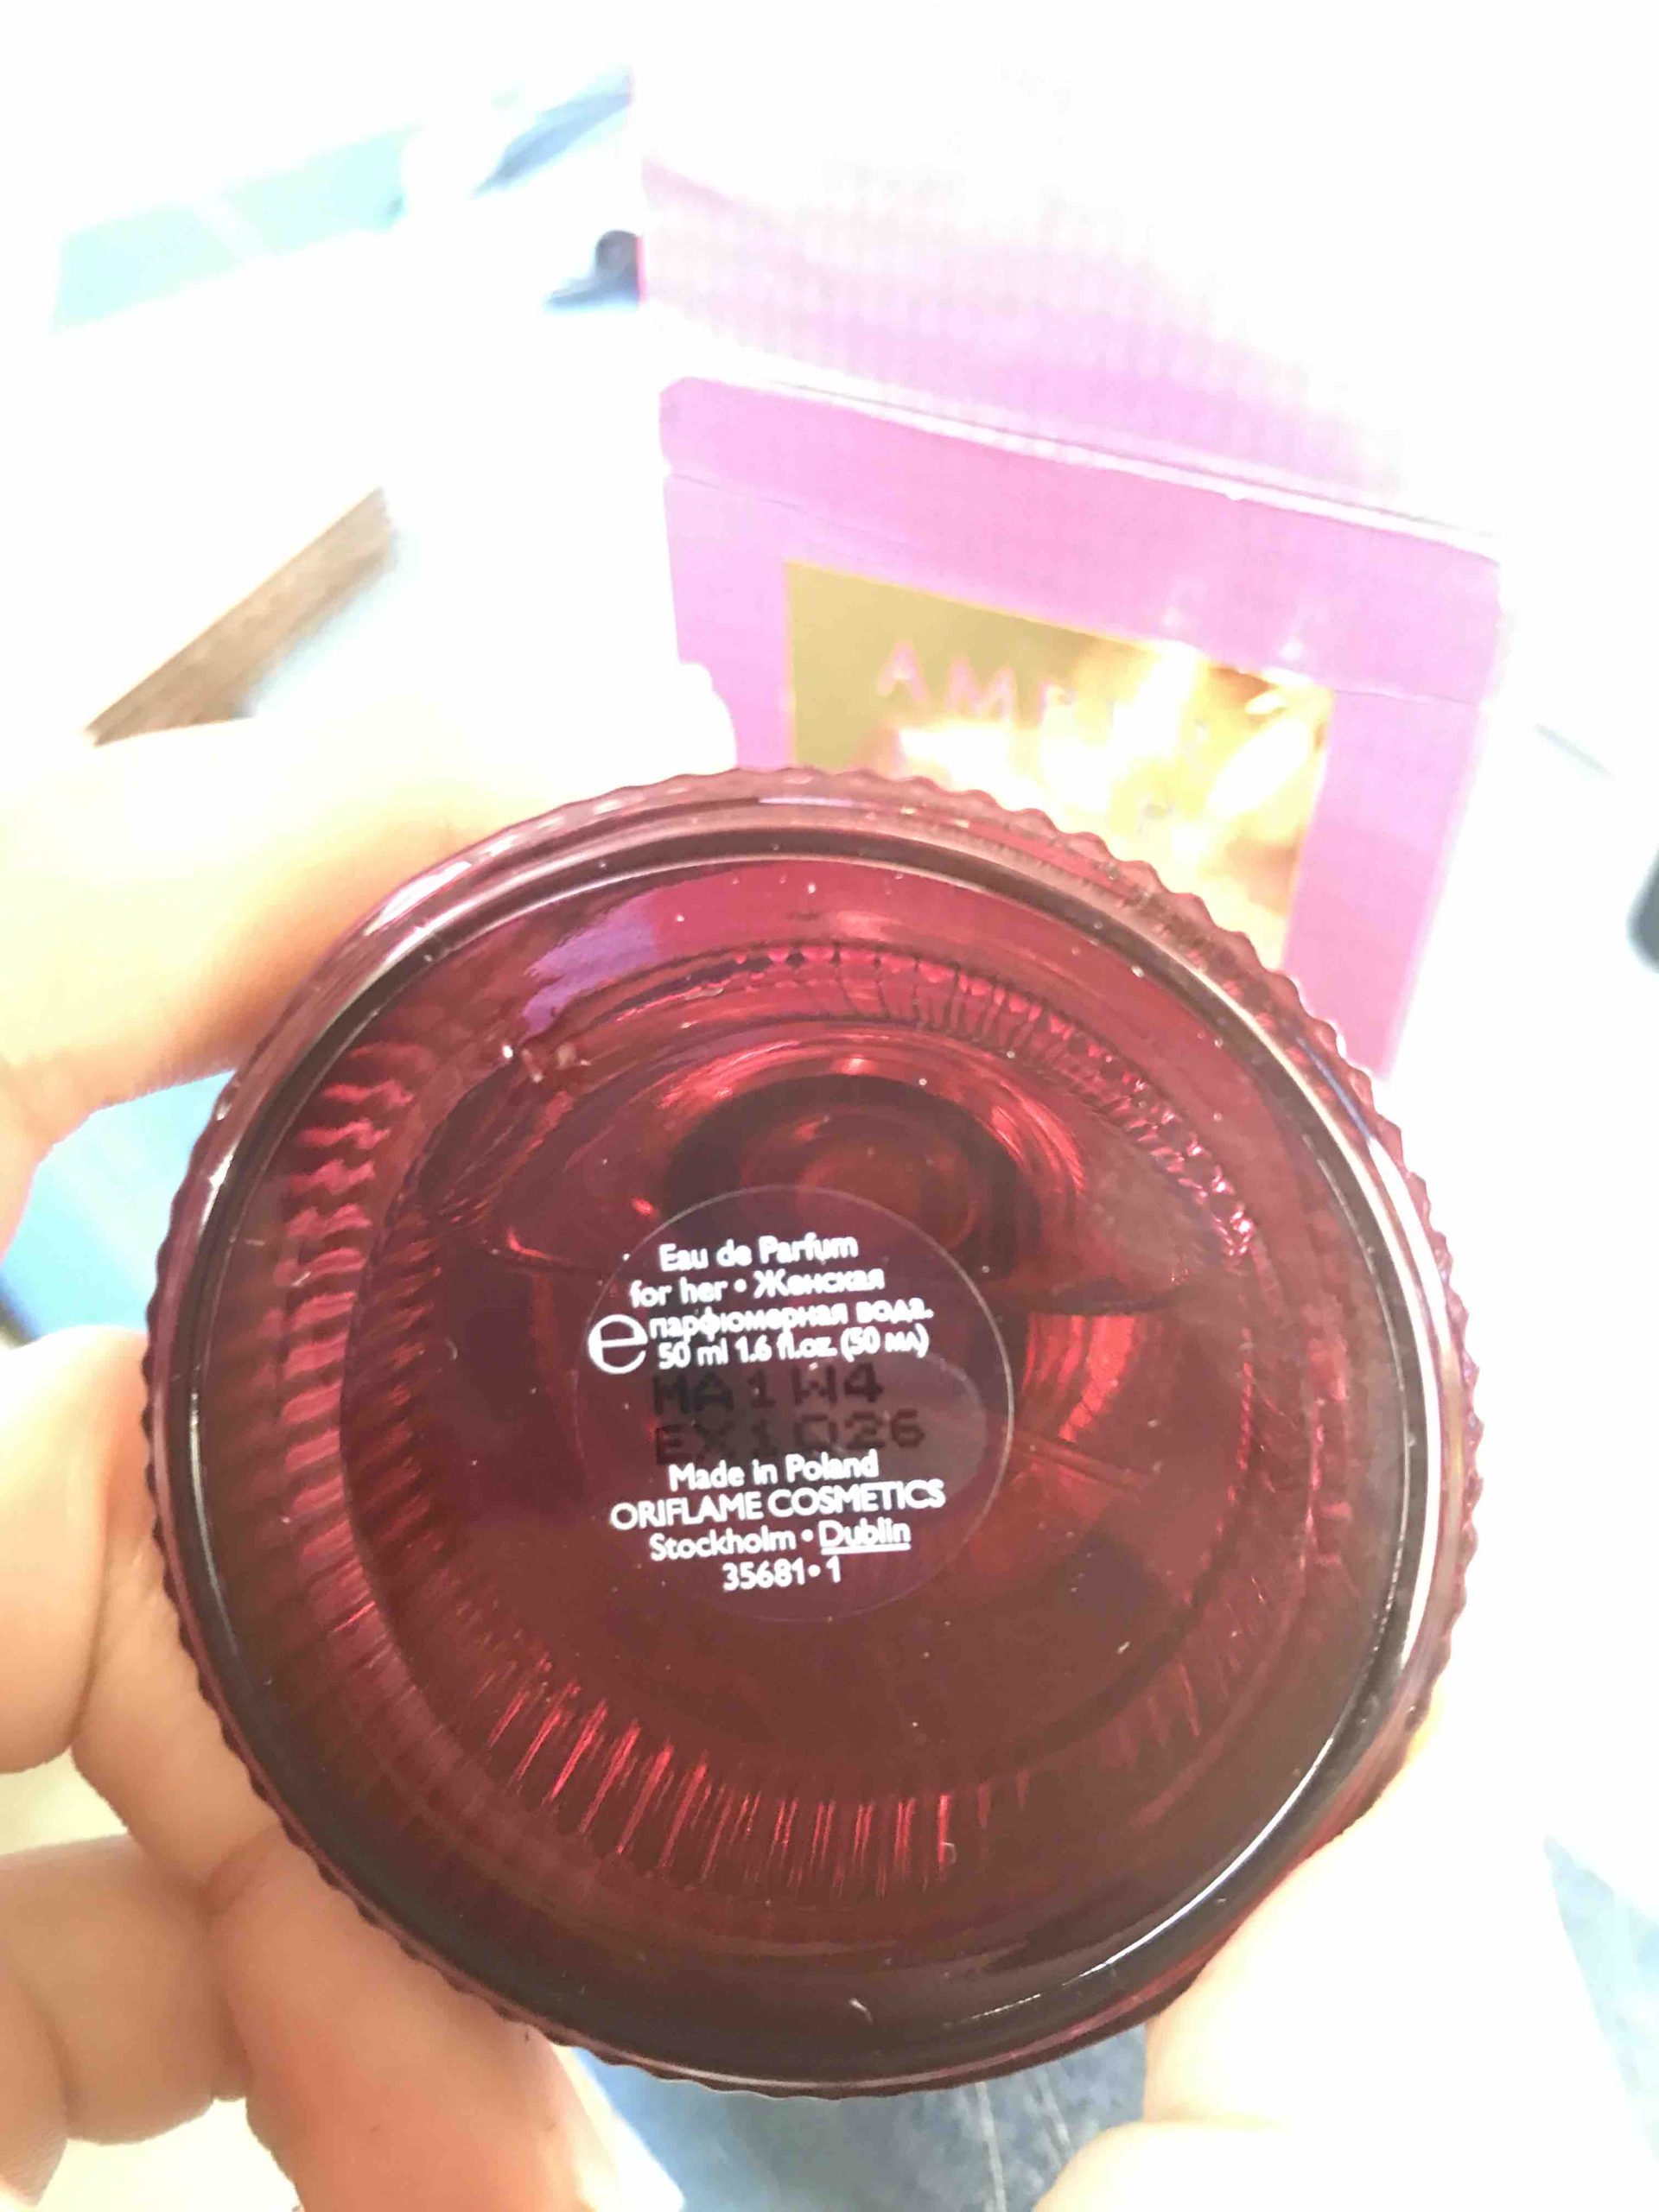 Eau de Parfum
for her • Женская
парфюмерная вода.
e 50 ml 1.6 fl.oz. (50 мл)
MA1W4
EX1026
Made in Poland
ORIFLAME COSMETICS
Stockholm • Dublin
35681•1